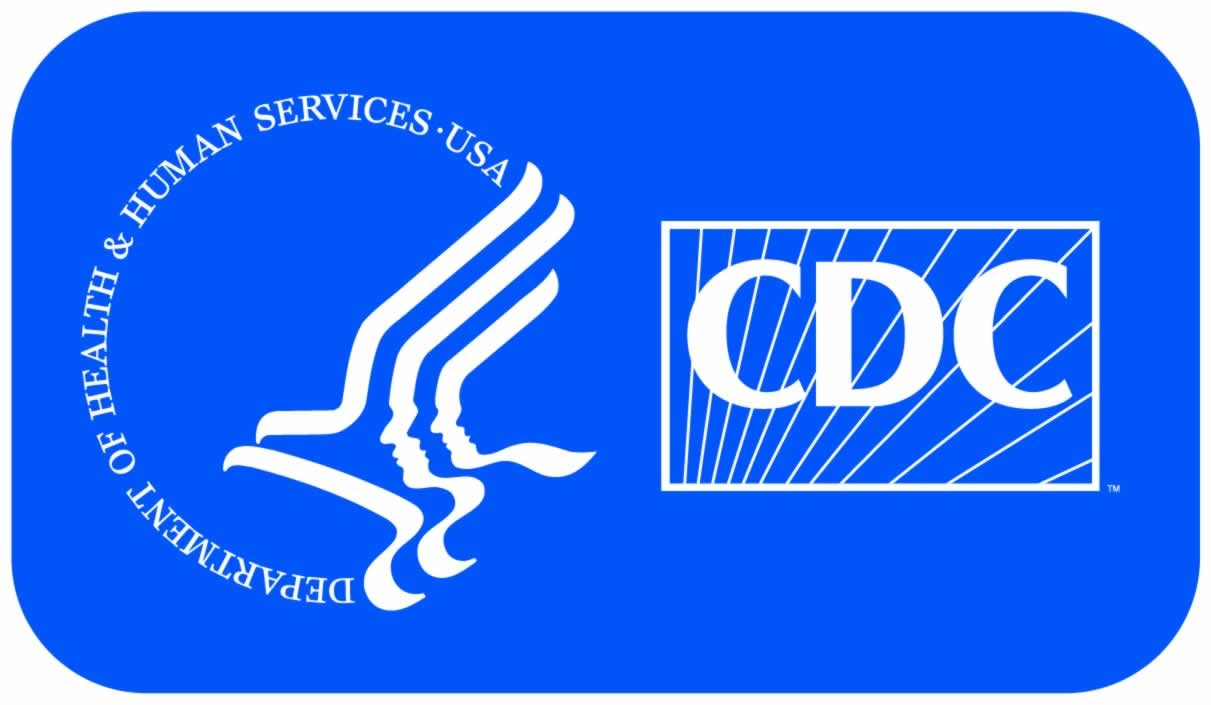 DEPARTMENT OF HEALTH & HUMAN SERVICES · USA
CDC
TM